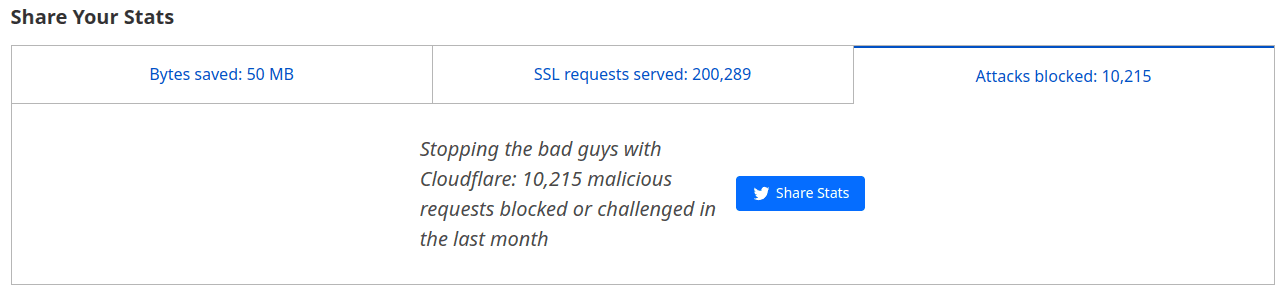 Share Your Stats
Bytes saved: 50 MB
SSL requests served: 200,289
Attacks blocked: 10,215
Stopping the bad guys with
Cloudflare: 10,215 malicious
requests blocked or challenged in
the last month
Share Stats